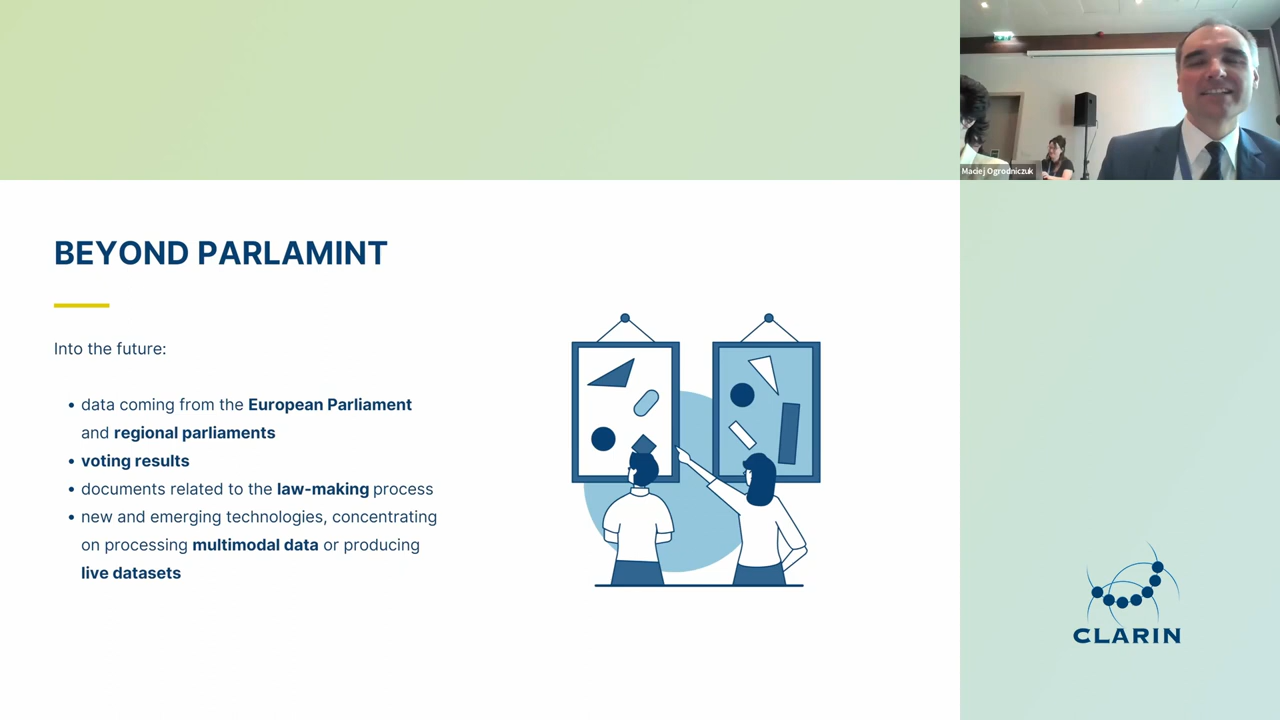 Maciej Ogrodniczuk
BEYOND PARLAMINT
Into the future:
• data coming from the European Parliament
and regional parliaments
• voting results
• documents related to the law-making process
• new and emerging technologies, concentrating
on processing multimodal data or producing
live datasets
CLARIN